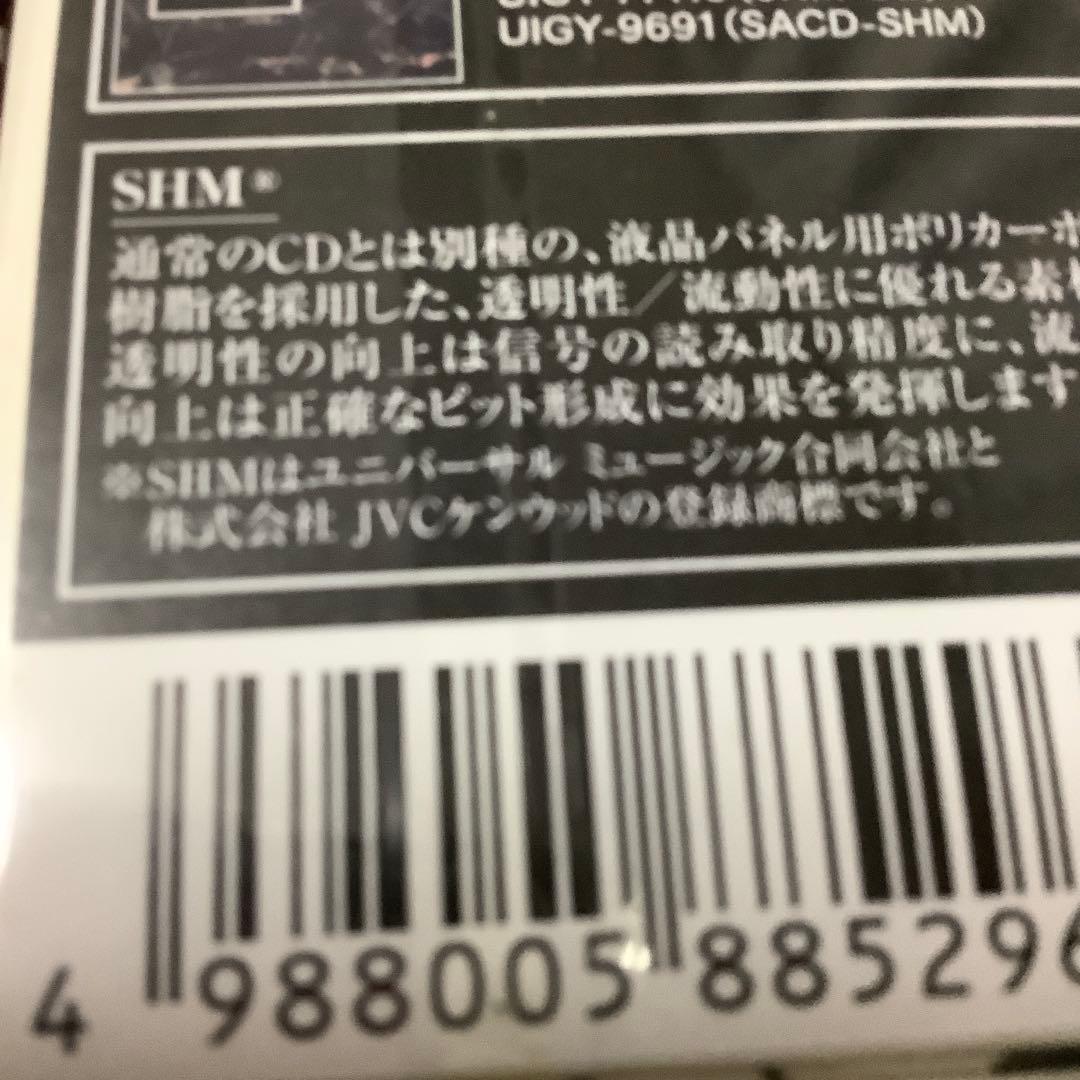 UIGY-9691(SACD-SHM)
SHM®
通常のCDとは別種の、液晶パネル用ポリカーボ
樹脂を採用した、透明性／流動性に優れる素材
透明性の向上は信号の読み取り精度に、流
向上は正確なピット形成に効果を発揮します
※SHMはユニバーサル ミュージック合同会社と
株式会社 JVCケンウッドの登録商標です。
4 988005 885296